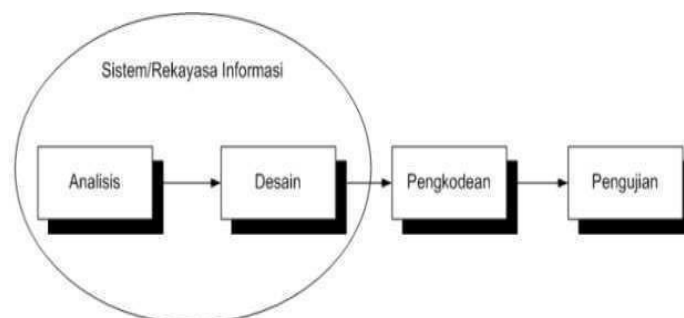 Sistem/Rekayasa Informasi
Analisis
Desain
Pengkodean
Pengujian